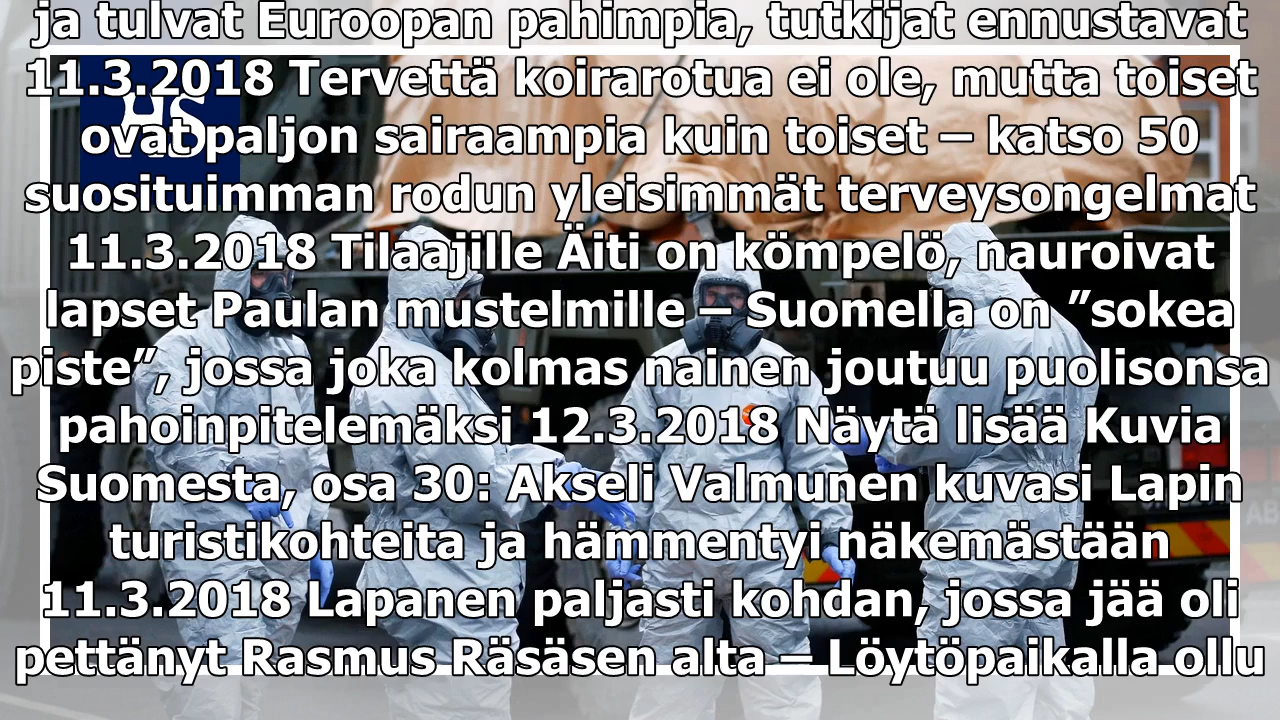 ja tulvat Euroopan pahimpia, tutkijat ennustavat
11.3.2018 Tervettä koirarotua ei ole, mutta toiset
HS
ovat paljon sairaampia kuin toiset – katso 50
suosituimman rodun yleisimmät terveysongelmat
11.3.2018 Tilaajille Äiti on kömpelö, nauroivat
lapset Paulan mustelmille – Suomella on ”sokea
piste”, jossa joka kolmas nainen joutuu puolisonsa
pahoinpitelemäksi 12.3.2018 Näytä lisää Kuvia
Suomesta, osa 30: Akseli Valmunen kuvasi Lapin
turistikohteita ja hämmentyi näkemästään
11.3.2018 Lapanen paljasti kohdan, jossa jää oli
pettänyt Rasmus Räsäsen alta – Löytöpaikalla ollu